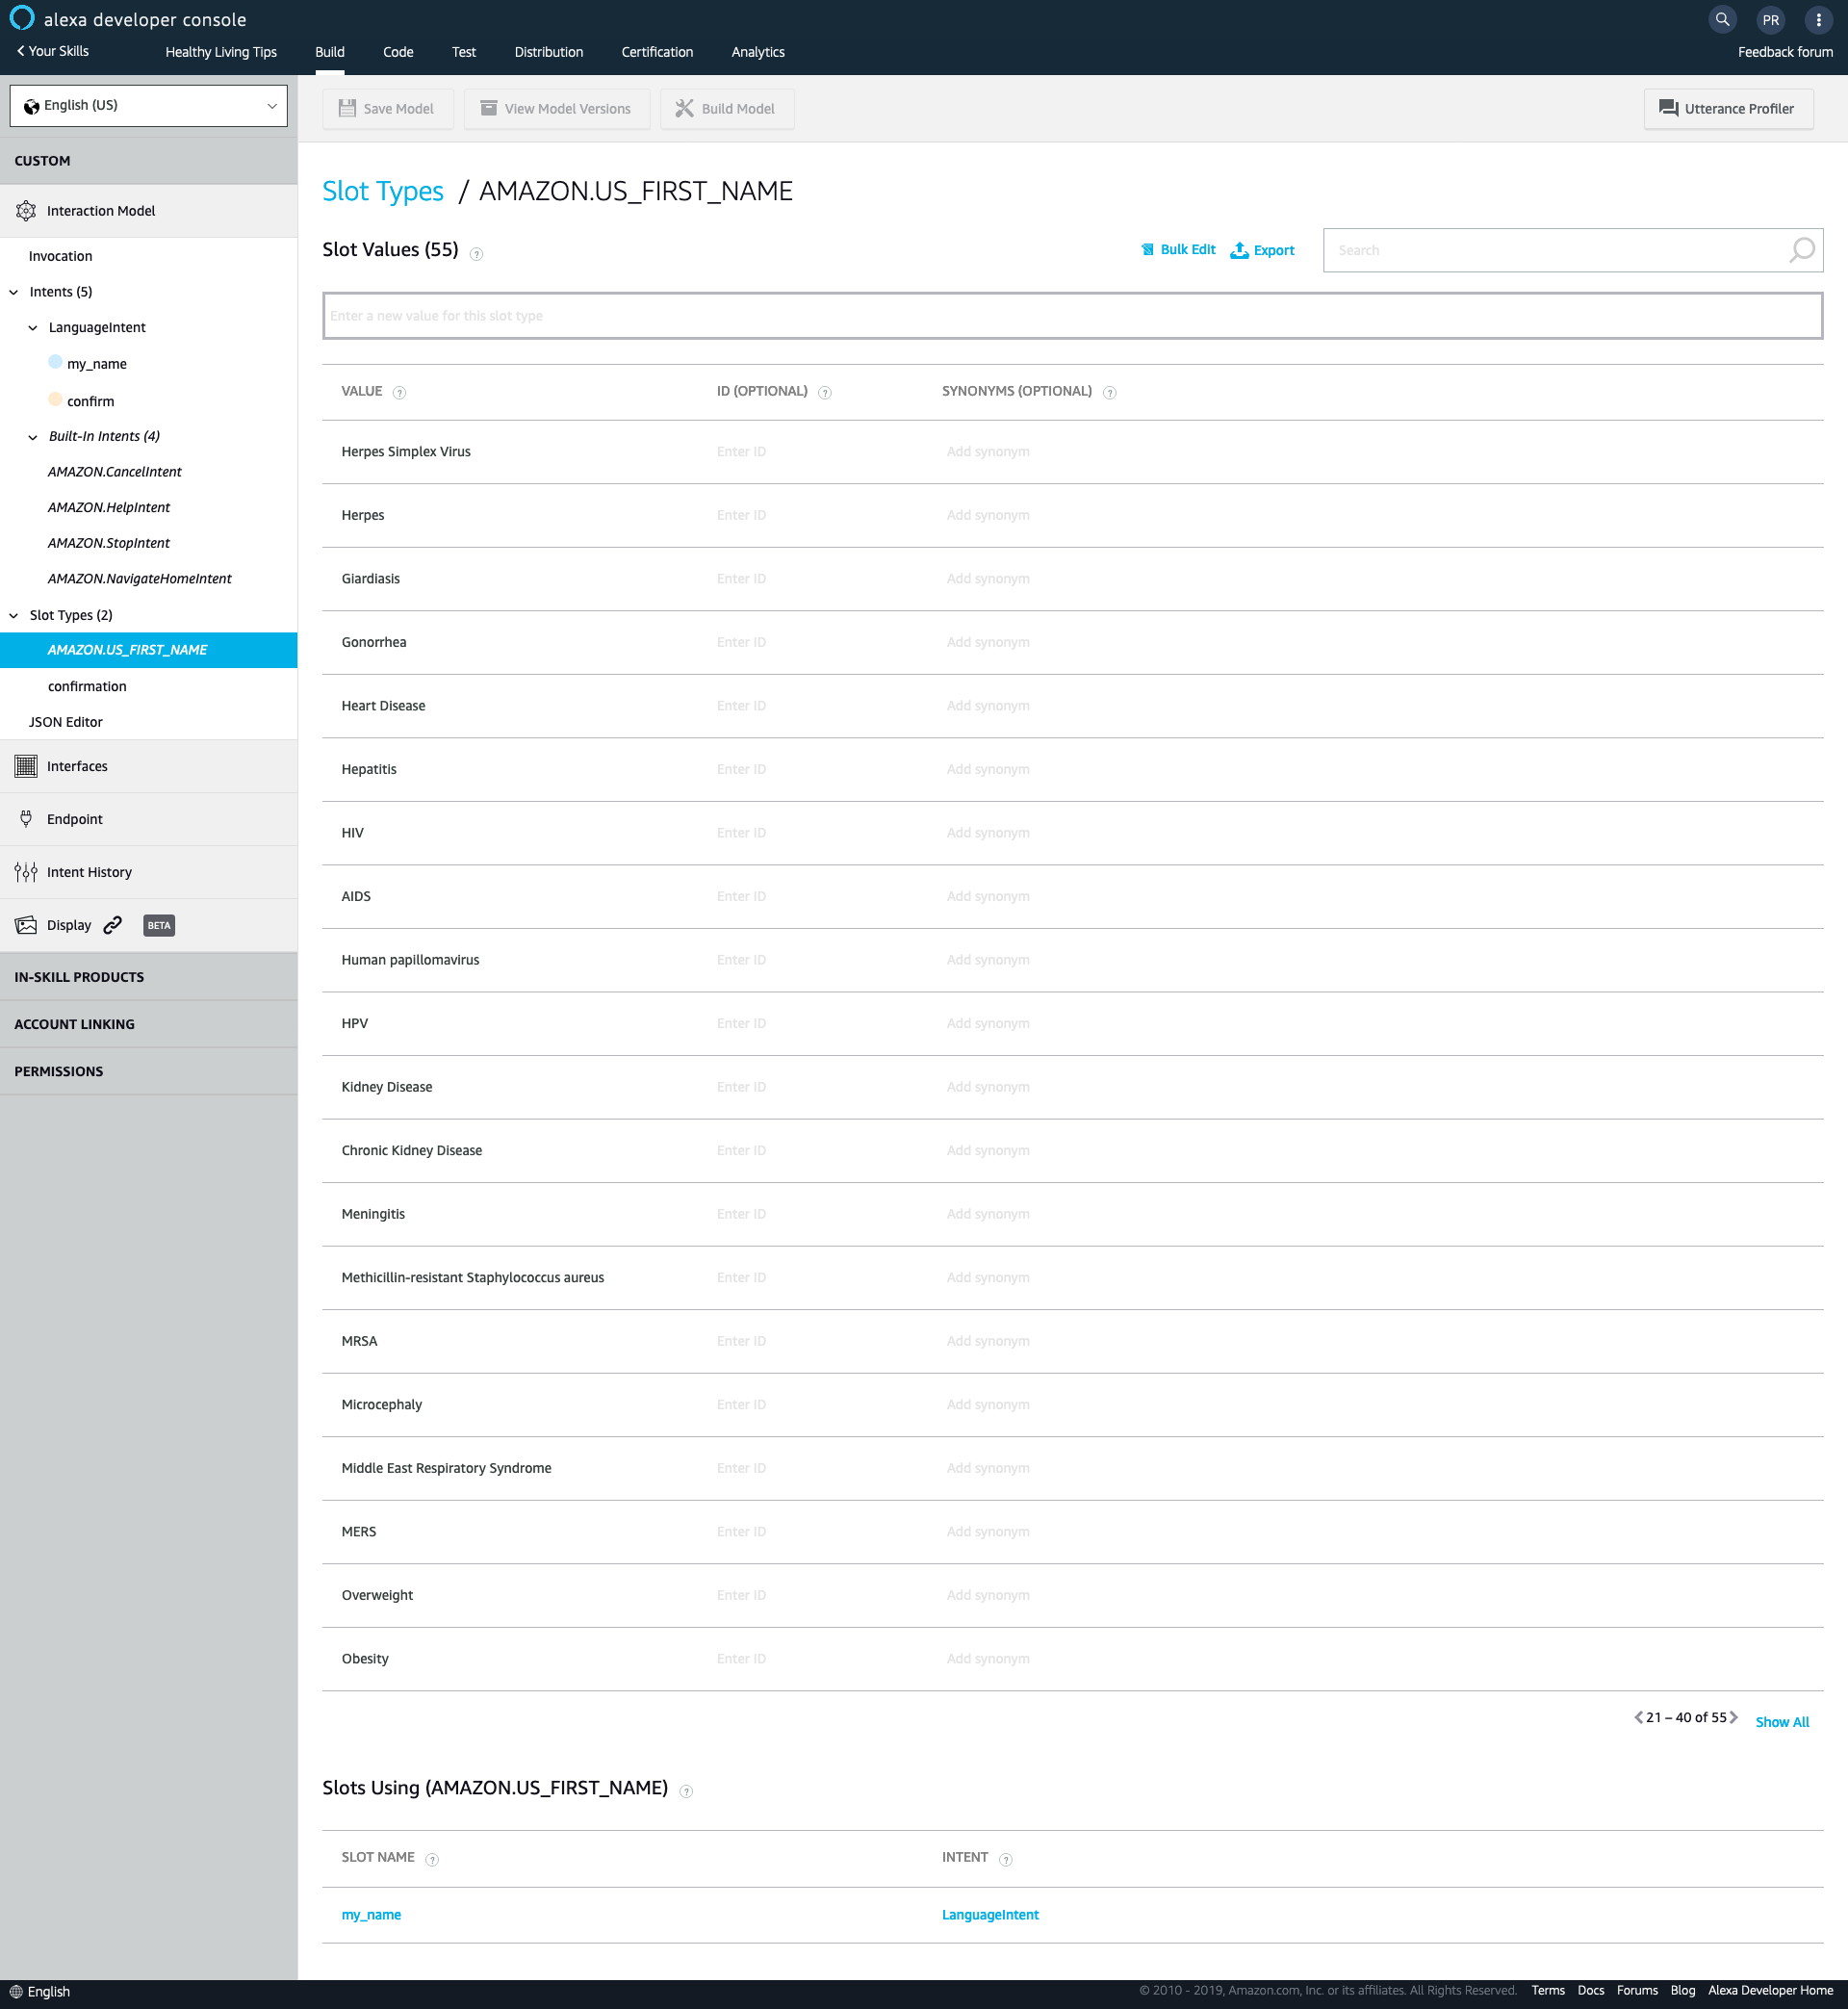 alexa developer console
PR
Your Skills
Healthy Living Tips
Build
Code
Test
Distribution
Certification
Analytics
Feedback forum
English (US)
Save Model
View Model Versions
Build Model
Utterance Profiler
CUSTOM
Interaction Model
Invocation
Intents (5)
LanguageIntent
my_name
confirm
Built-In Intents (4)
AMAZON.CancelIntent
AMAZON.HelpIntent
AMAZON.StopIntent
AMAZON.NavigateHomeIntent
Slot Types (2)
AMAZON.US_FIRST_NAME
confirmation
JSON Editor
Interfaces
Endpoint
Intent History
Display BETA
IN-SKILL PRODUCTS
ACCOUNT LINKING
PERMISSIONS
Slot Types / AMAZON.US_FIRST_NAME
Slot Values (55) ?
Bulk Edit
Export
Search
Enter a new value for this slot type
VALUE ? ID (OPTIONAL) ? SYNONYMS (OPTIONAL) ?
Herpes Simplex Virus Enter ID Add synonym
Herpes Enter ID Add synonym
Giardiasis Enter ID Add synonym
Gonorrhea Enter ID Add synonym
Heart Disease Enter ID Add synonym
Hepatitis Enter ID Add synonym
HIV Enter ID Add synonym
AIDS Enter ID Add synonym
Human papillomavirus Enter ID Add synonym
HPV Enter ID Add synonym
Kidney Disease Enter ID Add synonym
Chronic Kidney Disease Enter ID Add synonym
Meningitis Enter ID Add synonym
Methicillin-resistant Staphylococcus aureus Enter ID Add synonym
MRSA Enter ID Add synonym
Microcephaly Enter ID Add synonym
Middle East Respiratory Syndrome Enter ID Add synonym
MERS Enter ID Add synonym
Overweight Enter ID Add synonym
Obesity Enter ID Add synonym
21 – 40 of 55 Show All
Slots Using (AMAZON.US_FIRST_NAME) ?
SLOT NAME ? INTENT ?
my_name LanguageIntent
English
© 2010 - 2019, Amazon.com, Inc. or its affiliates. All Rights Reserved. Terms Docs Forums Blog Alexa Developer Home